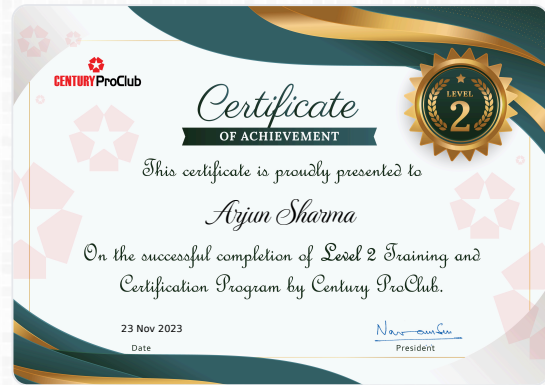 CENTURY ProClub
Certificate
OF ACHIEVEMENT
LEVEL
2
This certificate is proudly presented to
Arjun Sharma
On the successful completion of Level 2 Training and
Certification Program by Century ProClub.
23 Nov 2023
Date
President